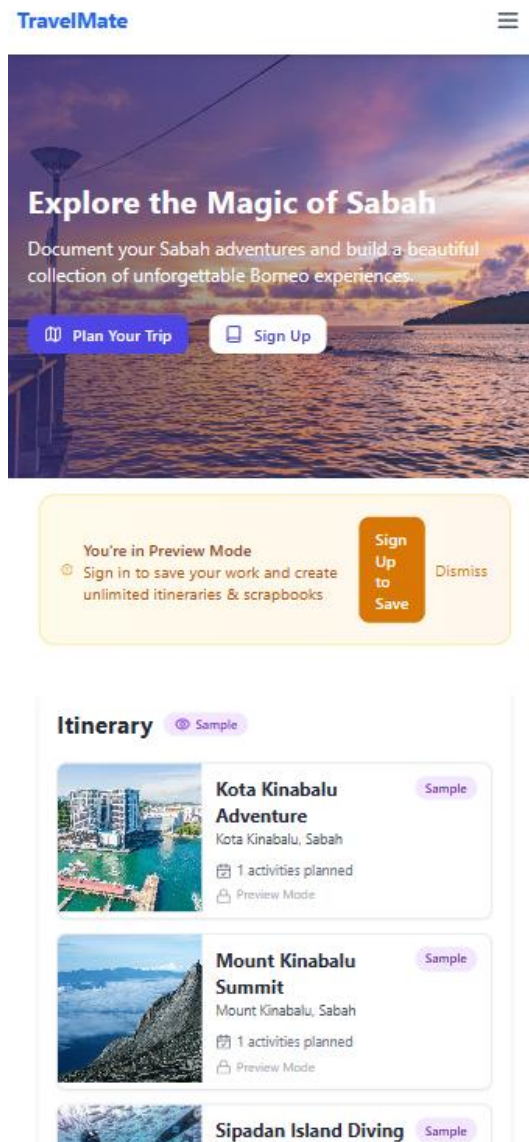 TravelMate
Explore the Magic of Sabah
Document your Sabah adventures and build a beautiful
collection of unforgettable Borneo experiences.
Plan Your Trip
Sign Up
You're in Preview Mode
Sign in to save your work and create
unlimited itineraries & scrapbooks
Sign
Up
to
Save
Dismiss
Itinerary
Sample
Kota Kinabalu
Adventure
Sample
Kota Kinabalu, Sabah
1 activities planned
Preview Mode
Mount Kinabalu
Summit
Sample
Mount Kinabalu, Sabah
1 activities planned
Preview Mode
Sipadan Island Diving
Sample